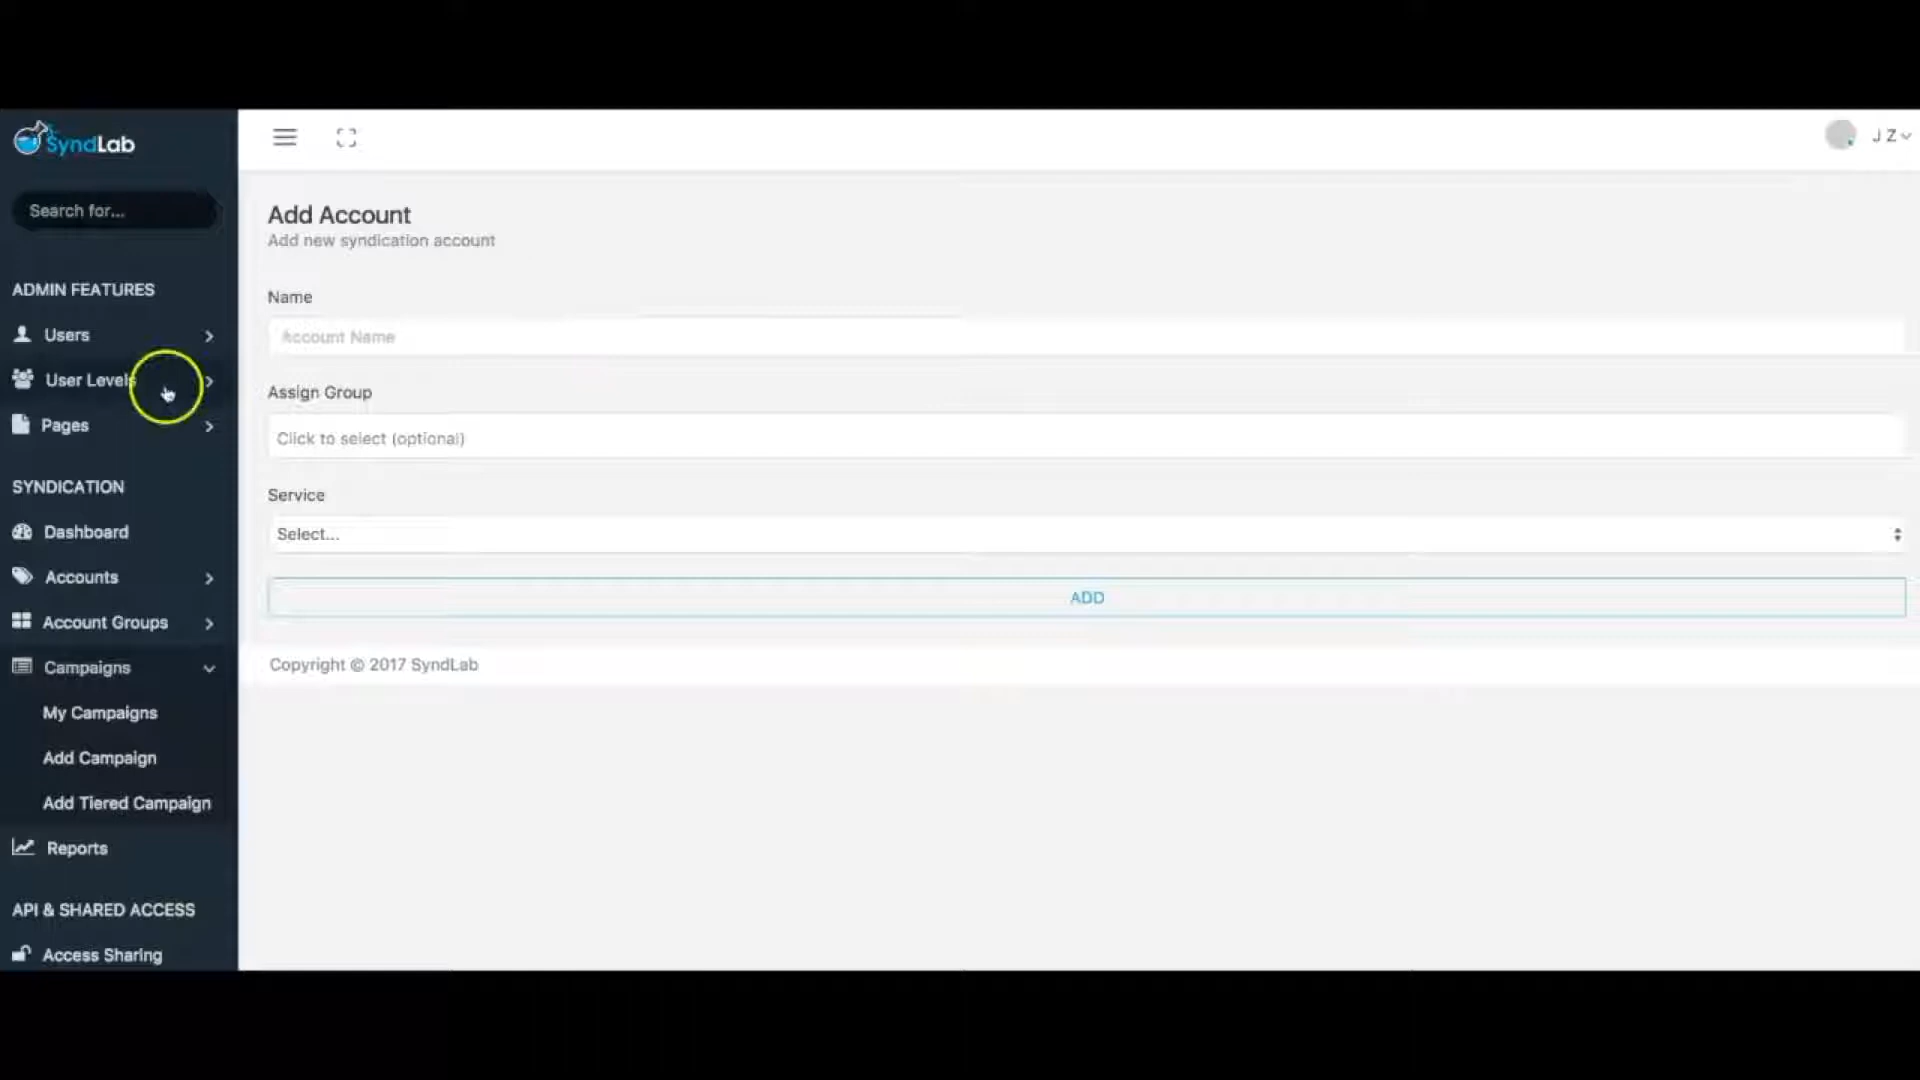 SyndLab
J Z
Search for...
ADMIN FEATURES
Users
User Levels
Pages
SYNDICATION
Dashboard
Accounts
Account Groups
Campaigns
My Campaigns
Add Campaign
Add Tiered Campaign
Reports
API & SHARED ACCESS
Access Sharing
Add Account
Add new syndication account
Name
Account Name
Assign Group
Click to select (optional)
Service
Select...
ADD
Copyright © 2017 SyndLab